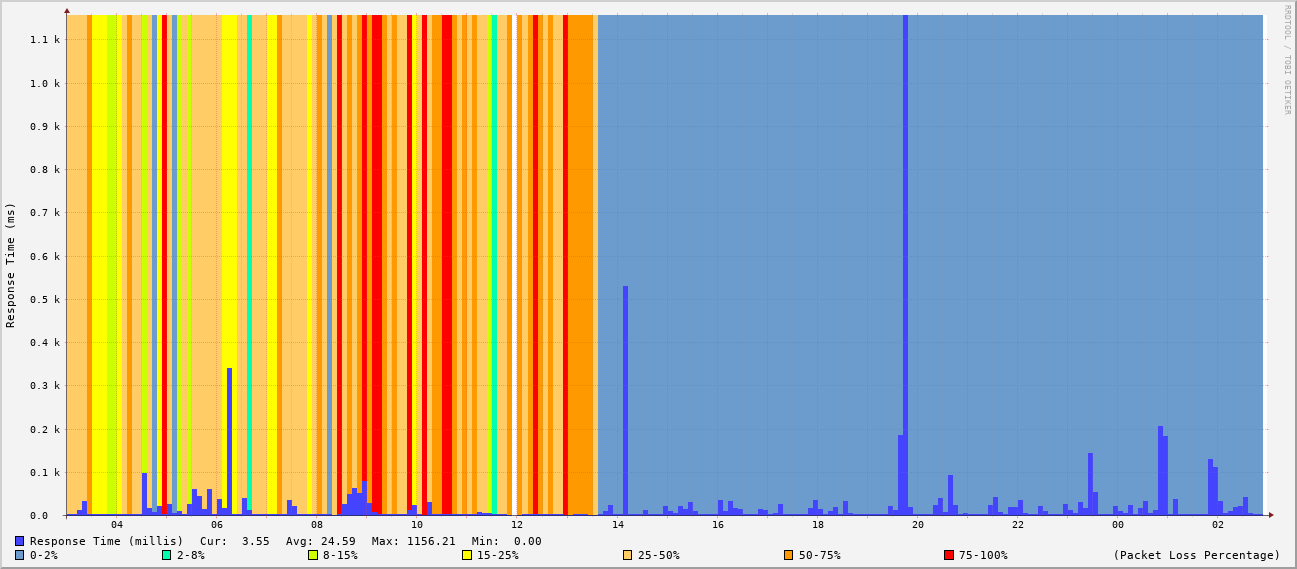 RRDTOOL / TOBI OETIKER
Response Time (ms)
1.1 k
1.0 k
0.9 k
0.8 k
0.7 k
0.6 k
0.5 k
0.4 k
0.3 k
0.2 k
0.1 k
0.0
04 06 08 10 12 14 16 18 20 22 00 02
Response Time (millis) Cur: 3.55 Avg: 24.59 Max: 1156.21 Min: 0.00
0-2% 2-8% 8-15% 15-25% 25-50% 50-75% 75-100% (Packet Loss Percentage)